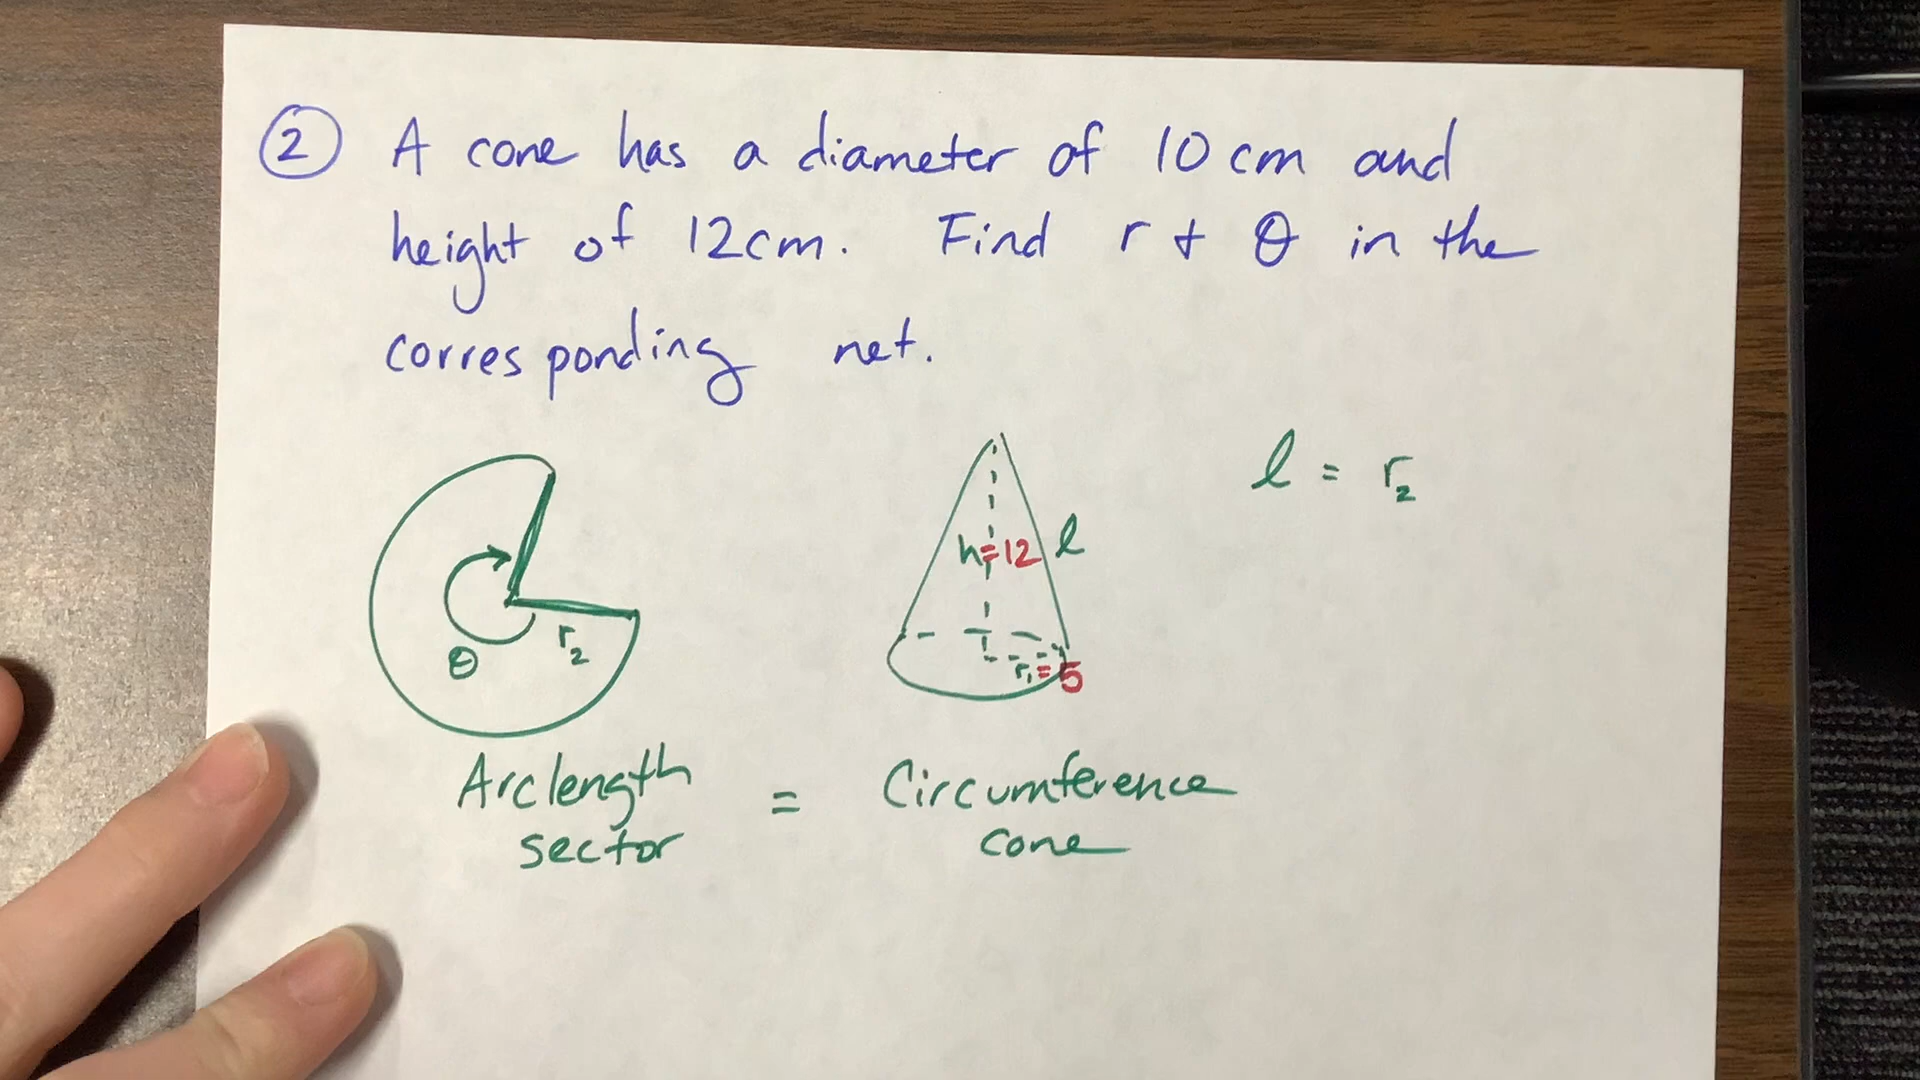 ② A cone has a diameter of 10 cm and
height of 12cm. Find r + θ in the
corresponding net.
l = r₂
h=12 l
θ r₂
r₁=5
Arclength = Circumference
sector cone